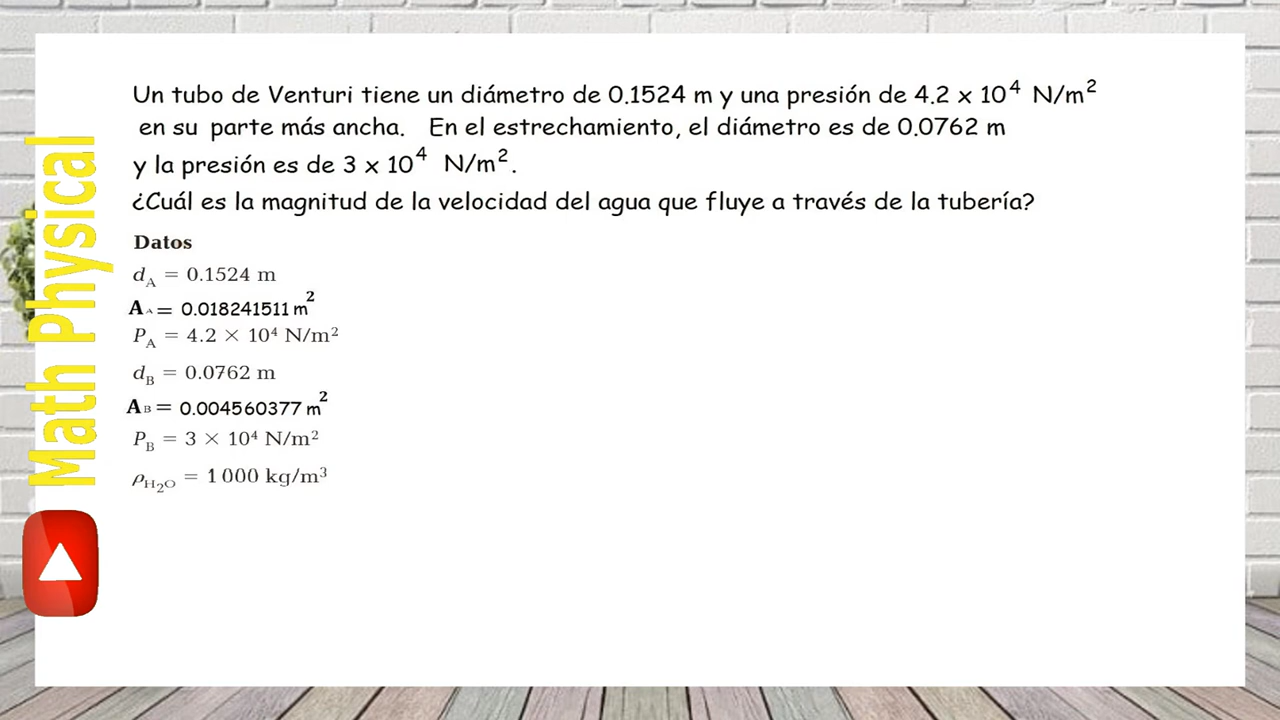 Un tubo de Venturi tiene un diámetro de 0.1524 m y una presión de 4.2 x 10⁴ N/m²
en su parte más ancha. En el estrechamiento, el diámetro es de 0.0762 m
y la presión es de 3 x 10⁴ N/m².
¿Cuál es la magnitud de la velocidad del agua que fluye a través de la tubería?
Datos
d_A = 0.1524 m
A_A = 0.018241511 m²
P_A = 4.2 × 10⁴ N/m²
d_B = 0.0762 m
A_B = 0.004560377 m²
P_B = 3 × 10⁴ N/m²
ρ_H₂O = 1 000 kg/m³
Math Physical